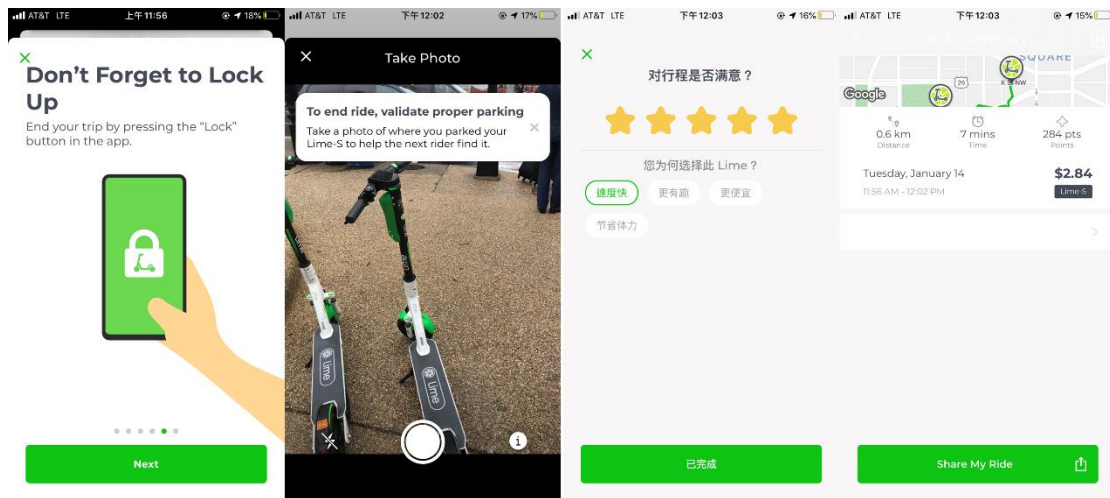 AT&T LTE
上午11:56
18%
Don't Forget to Lock
Up
End your trip by pressing the "Lock"
button in the app.
Next
AT&T LTE
下午12:02
17%
Take Photo
To end ride, validate proper parking
Take a photo of where you parked your
Lime-S to help the next rider find it.
Lime
Lime
AT&T LTE
下午12:03
16%
对行程是否满意？
您为何选择此 Lime？
速度快
更有趣
更便宜
节省体力
已完成
AT&T LTE
下午12:03
15%
Ride Summary
SQUARE
29
K St NW
Google
0.6 km
Distance
7 mins
Time
284 pts
Points
Tuesday, January 14
$2.84
11:56 AM - 12:02 PM
Lime-S
Share My Ride